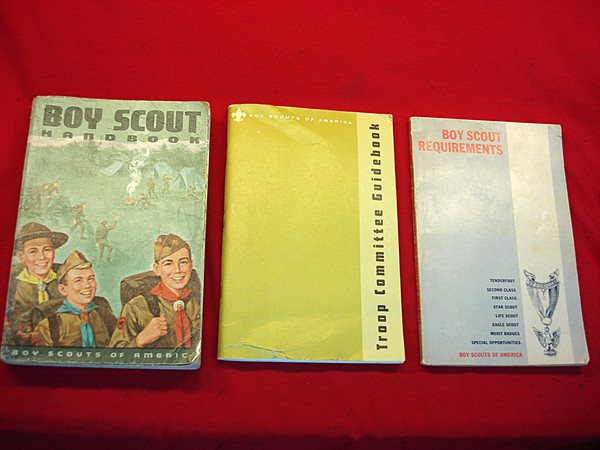 BOY SCOUT
HANDBOOK
BOY SCOUTS OF AMERICA
BOY SCOUTS OF AMERICA
Troop Committee Guidebook
BOY SCOUT
REQUIREMENTS
TENDERFOOT
SECOND CLASS
FIRST CLASS
STAR SCOUT
LIFE SCOUT
EAGLE SCOUT
MERIT BADGES
SPECIAL OPPORTUNITIES
BOY SCOUTS OF AMERICA